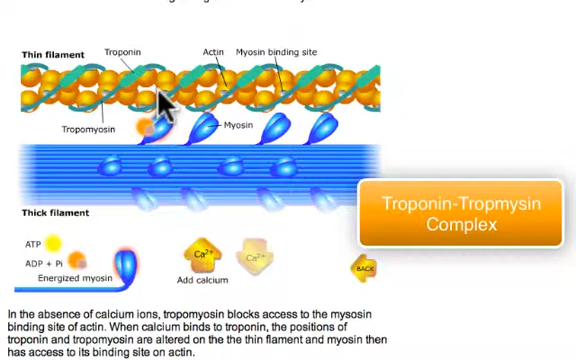 Thin filament
Troponin
Actin
Myosin binding site
Tropomyosin
Myosin
Thick filament
Troponin-Tropmysin
Complex
ATP
ADP + Pi
Energized myosin
Ca2+
Ca2+
Add calcium
BACK
In the absence of calcium ions, tropomyosin blocks access to the mysosin
binding site of actin. When calcium binds to troponin, the positions of
troponin and tropomyosin are altered on the the thin filament and myosin then
has access to its binding site on actin.